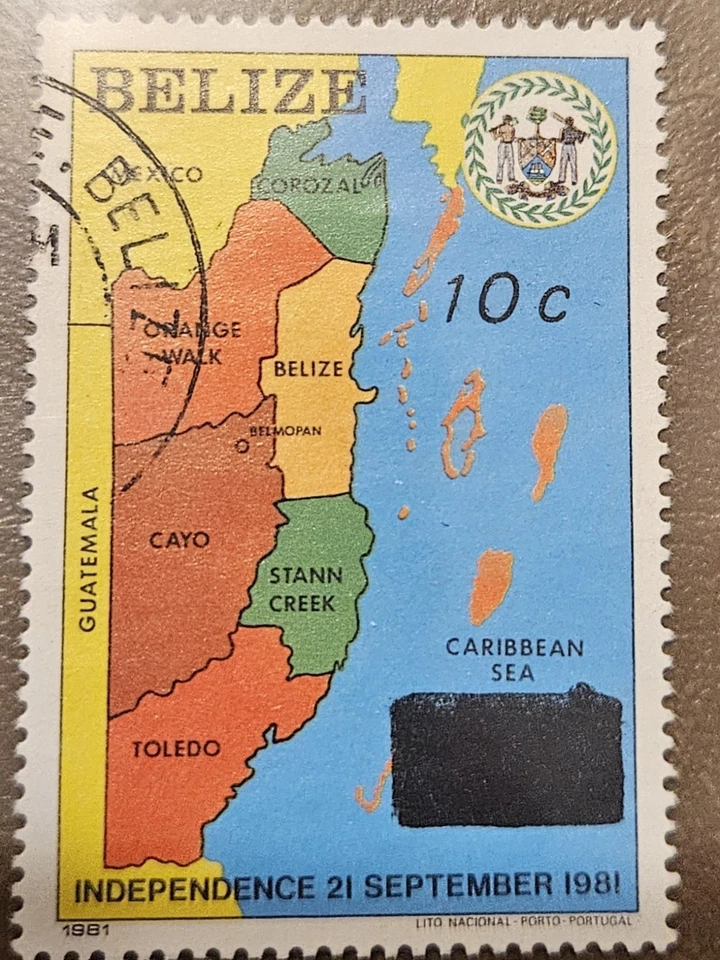 BELIZE
MEXICO
COROZAL
BELIZE
10c
ORANGE
WALK
BELIZE
BELMOPAN
GUATEMALA
CAYO
STANN
CREEK
CARIBBEAN
SEA
TOLEDO
INDEPENDENCE 21 SEPTEMBER 1981
1981
LITO NACIONAL-PORTO-PORTUGAL